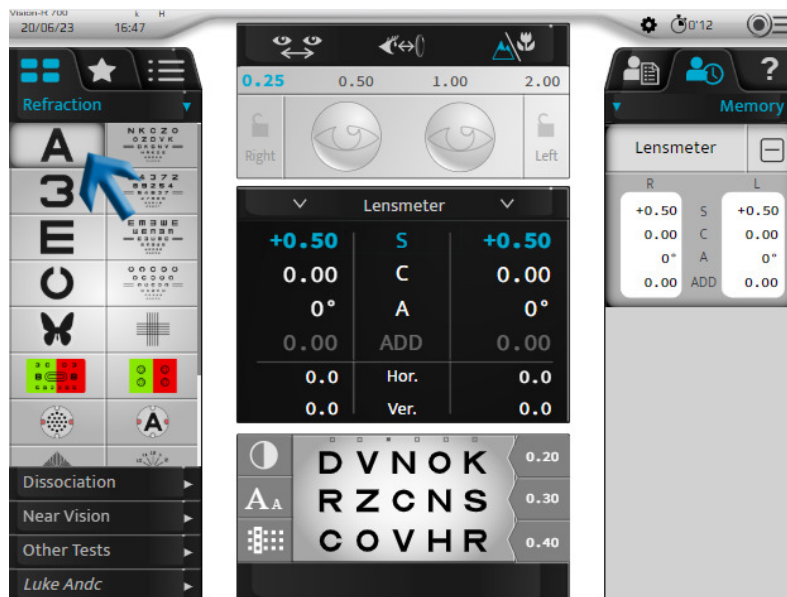 Vision-R 700
20/06/23 16:47
0'12
0.25 0.50 1.00 2.00
Right Left
Refraction
A
N K C Z O
O Z D V K
3
E
E m 3 W E
Lensmeter
+0.50 S +0.50
0.00 C 0.00
0° A 0°
0.00 ADD 0.00
0.0 Hor. 0.0
0.0 Ver. 0.0
A
D V N O K 0.20
R Z C N S 0.30
C O V H R 0.40
A A
Dissociation
Near Vision
Other Tests
Luke Andc
?
Memory
Lensmeter
R L
+0.50 S +0.50
0.00 C 0.00
0° A 0°
0.00 ADD 0.00